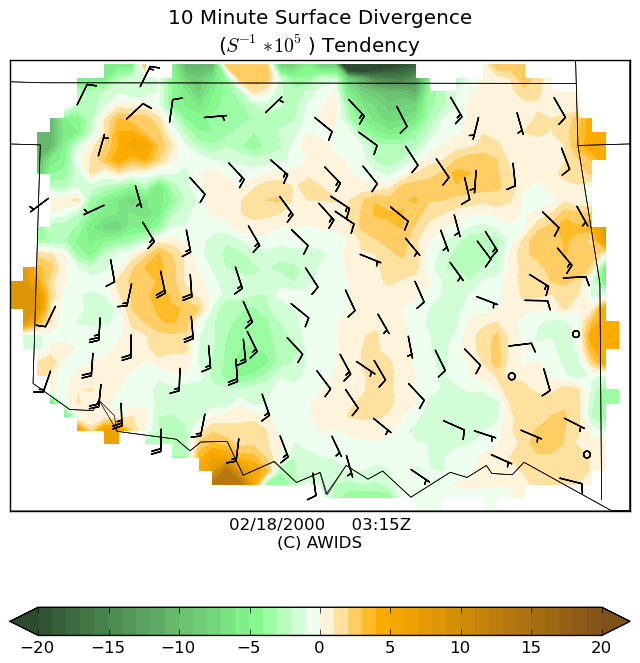 10 Minute Surface Divergence
(S⁻¹ *10⁵ ) Tendency
02/18/2000 03:15Z
(C) AWIDS
−20 −15 −10 −5 0 5 10 15 20